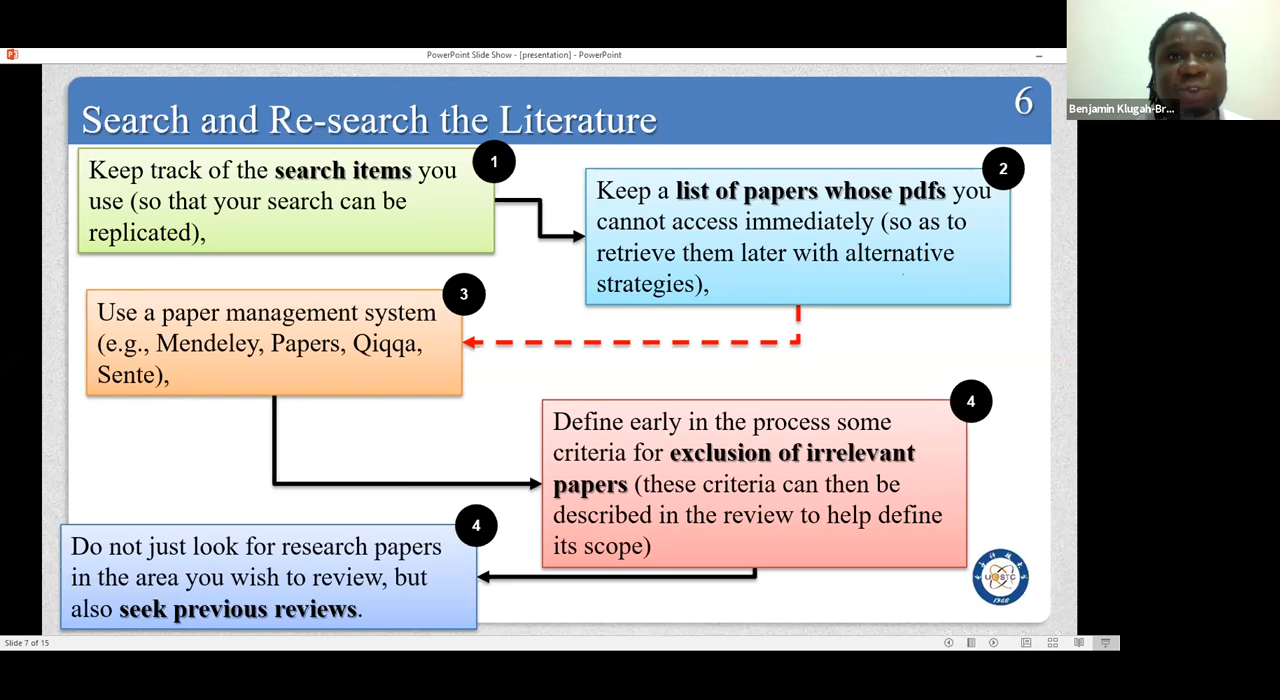 PowerPoint Slide Show - [presentation] - PowerPoint
Benjamin Klugah-Br...
Search and Re-search the Literature
6
1
Keep track of the search items you
use (so that your search can be
replicated),
2
Keep a list of papers whose pdfs you
cannot access immediately (so as to
retrieve them later with alternative
strategies),
3
Use a paper management system
(e.g., Mendeley, Papers, Qiqqa,
Sente),
4
Define early in the process some
criteria for exclusion of irrelevant
papers (these criteria can then be
described in the review to help define
its scope)
4
Do not just look for research papers
in the area you wish to review, but
also seek previous reviews.
1956
Slide 7 of 15